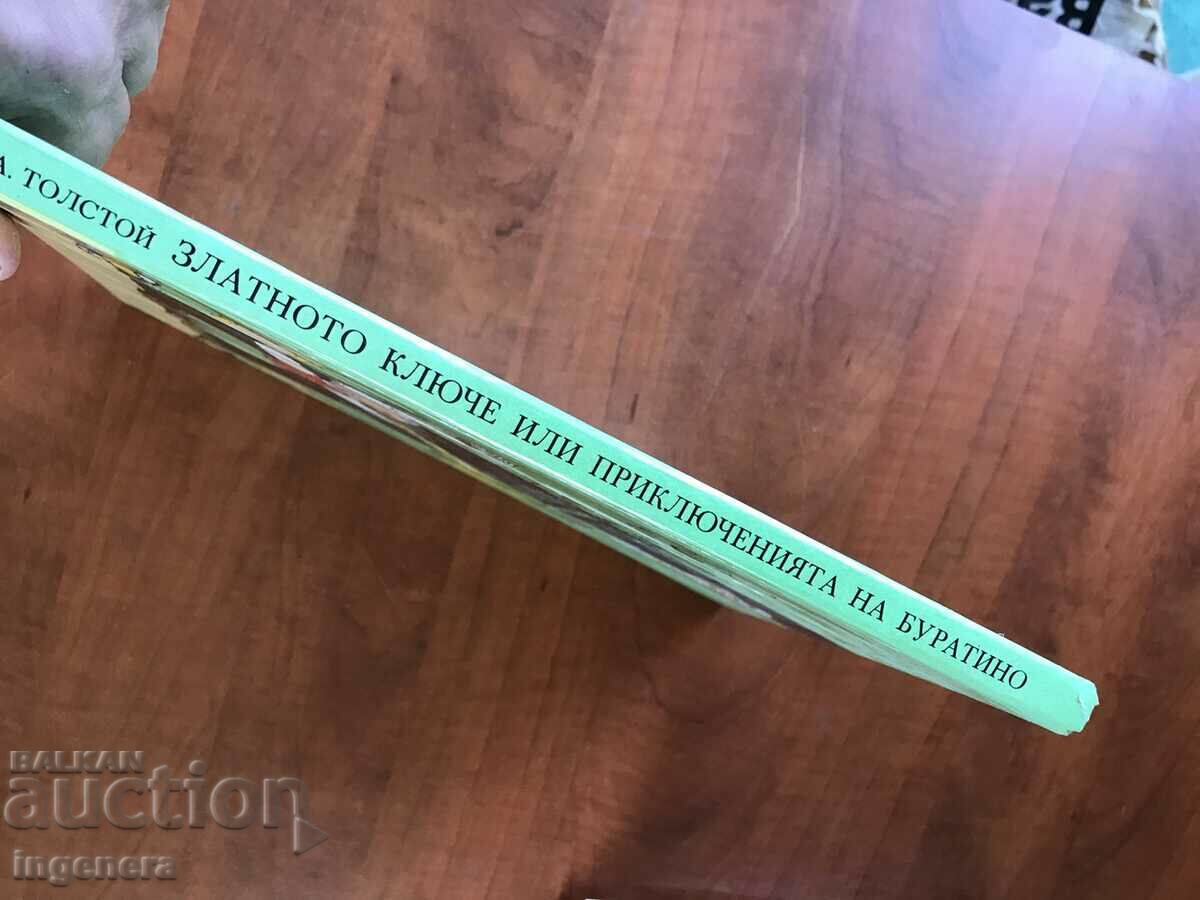 А. ТОЛСТОЙ ЗЛАТНОТО КЛЮЧЕ ИЛИ ПРИКЛЮЧЕНИЯТА НА БУРАТИНО
BALKAN
auction
ingenera